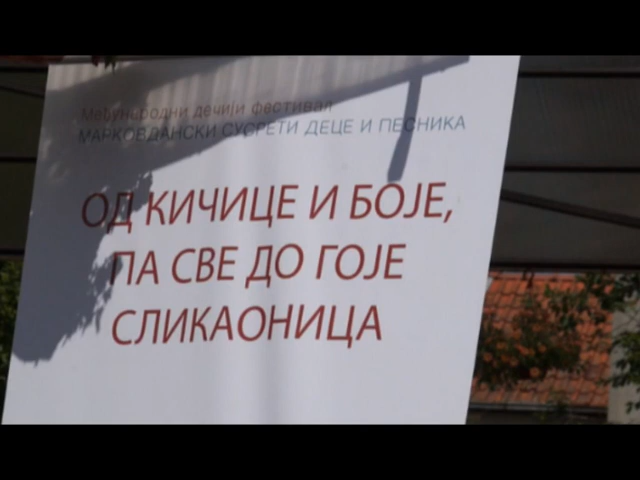 Међународни дечији фестивал
МАРКОВДАНСКИ СУСРЕТИ ДЕЦЕ И ПЕСНИКА
ОД КИЧИЦЕ И БОЈЕ,
ПА СВЕ ДО ГОЈЕ
СЛИКАОНИЦА